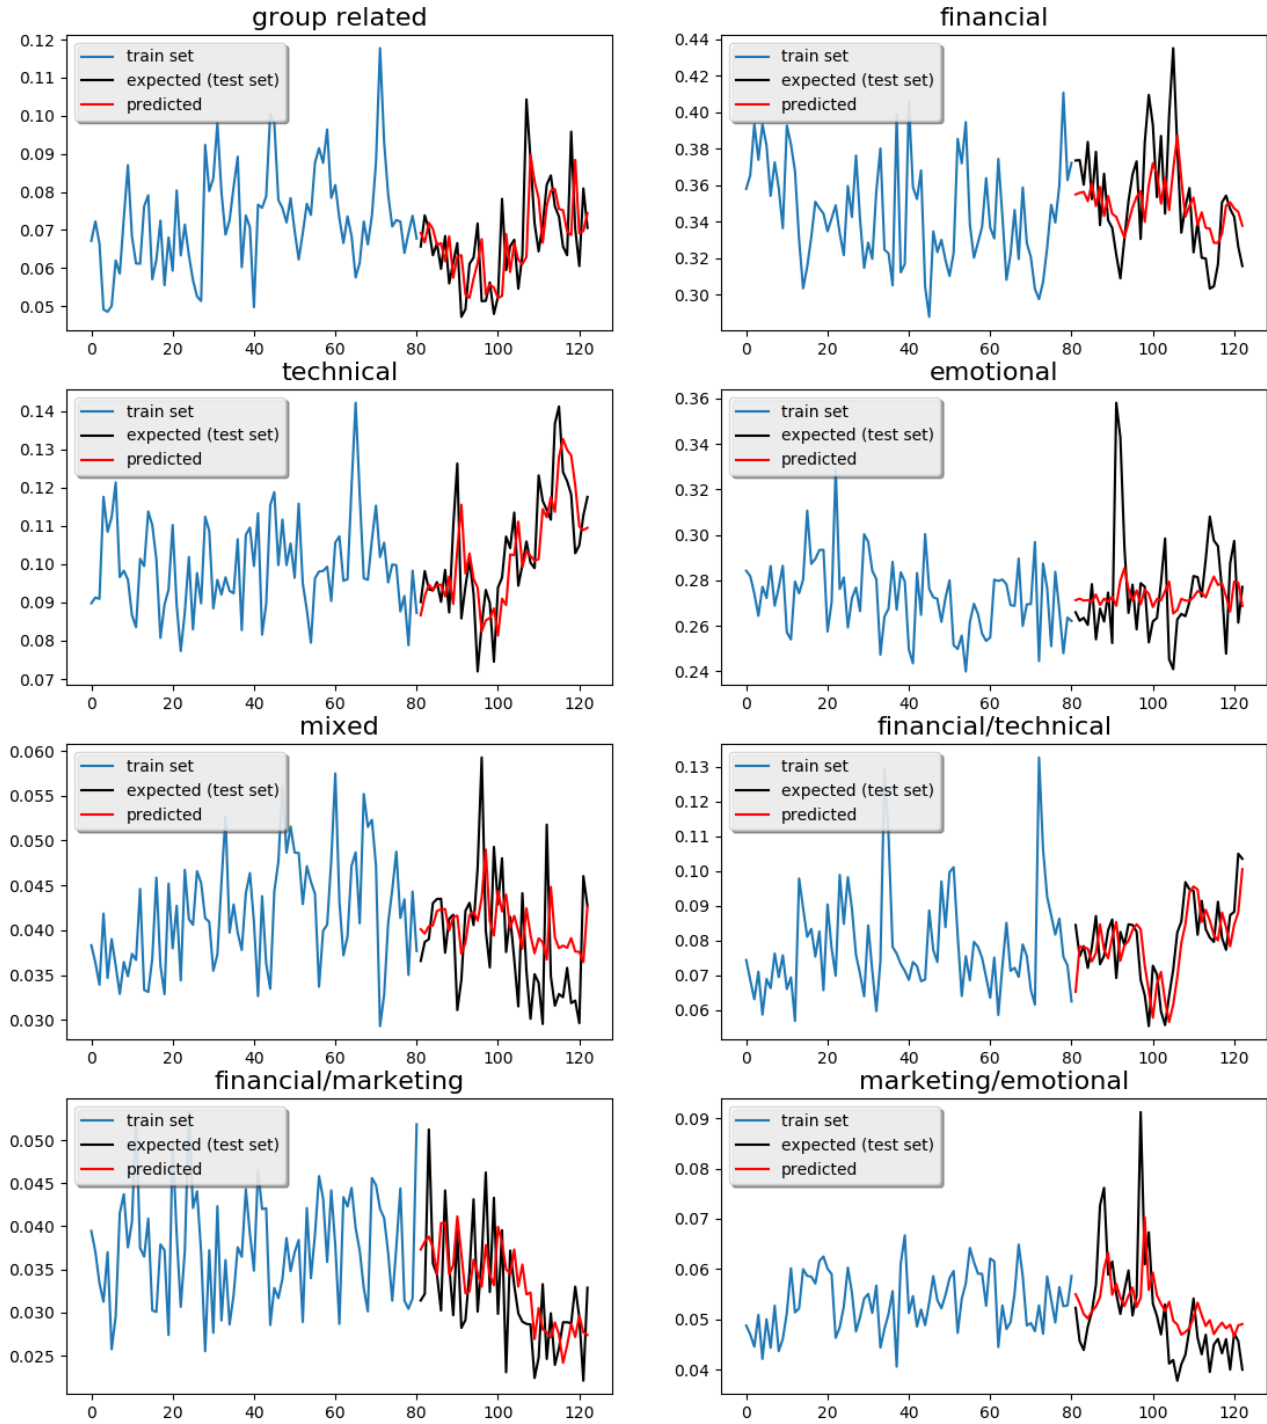 group related
0.12
0.11
0.10
0.09
0.08
0.07
0.06
0.05
train set
expected (test set)
predicted
0 20 40 60 80 100 120
financial
0.44
0.42
0.40
0.38
0.36
0.34
0.32
0.30
train set
expected (test set)
predicted
0 20 40 60 80 100 120
technical
0.14
0.13
0.12
0.11
0.10
0.09
0.08
0.07
train set
expected (test set)
predicted
0 20 40 60 80 100 120
emotional
0.36
0.34
0.32
0.30
0.28
0.26
0.24
train set
expected (test set)
predicted
0 20 40 60 80 100 120
mixed
0.060
0.055
0.050
0.045
0.040
0.035
0.030
train set
expected (test set)
predicted
0 20 40 60 80 100 120
financial/technical
0.13
0.12
0.11
0.10
0.09
0.08
0.07
0.06
train set
expected (test set)
predicted
0 20 40 60 80 100 120
financial/marketing
0.050
0.045
0.040
0.035
0.030
0.025
train set
expected (test set)
predicted
0 20 40 60 80 100 120
marketing/emotional
0.09
0.08
0.07
0.06
0.05
0.04
train set
expected (test set)
predicted
0 20 40 60 80 100 120